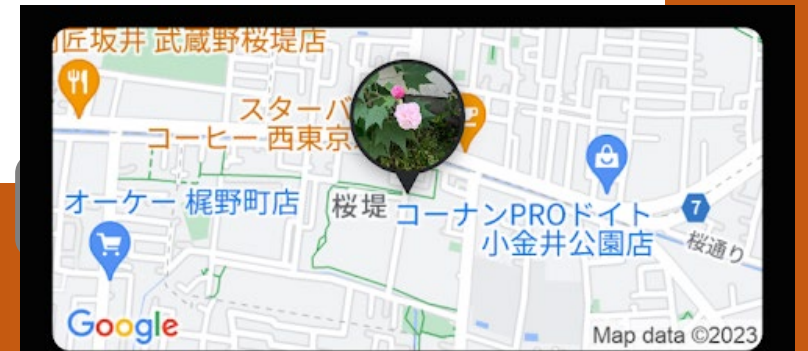 匠坂井 武蔵野桜堤店
スターバ
コーヒー 西東京
オーケー 梶野町店
桜堤
コーナンPROドイト
小金井公園店
7
桜通り
Google
Map data ©2023